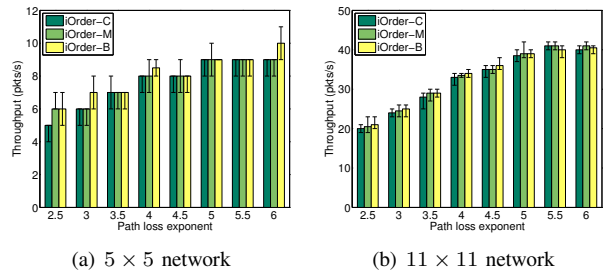 12
10
8
6
4
2
0
Throughput (pkts/s)
iOrder-C
iOrder-M
iOrder-B
2.5 3 3.5 4 4.5 5 5.5 6
Path loss exponent
(a) 5 × 5 network
50
40
30
20
10
0
Throughput (pkts/s)
iOrder-C
iOrder-M
iOrder-B
2.5 3 3.5 4 4.5 5 5.5 6
Path loss exponent
(b) 11 × 11 network